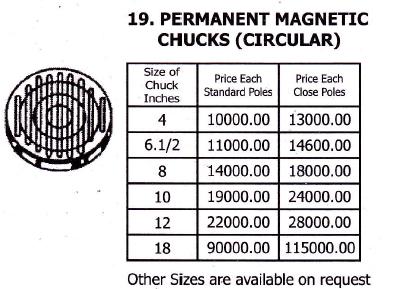 19. PERMANENT MAGNETIC
CHUCKS (CIRCULAR)
Size of Chuck Inches Price Each Standard Poles Price Each Close Poles
4 10000.00 13000.00
6.1/2 11000.00 14600.00
8 14000.00 18000.00
10 19000.00 24000.00
12 22000.00 28000.00
18 90000.00 115000.00
Other Sizes are available on request